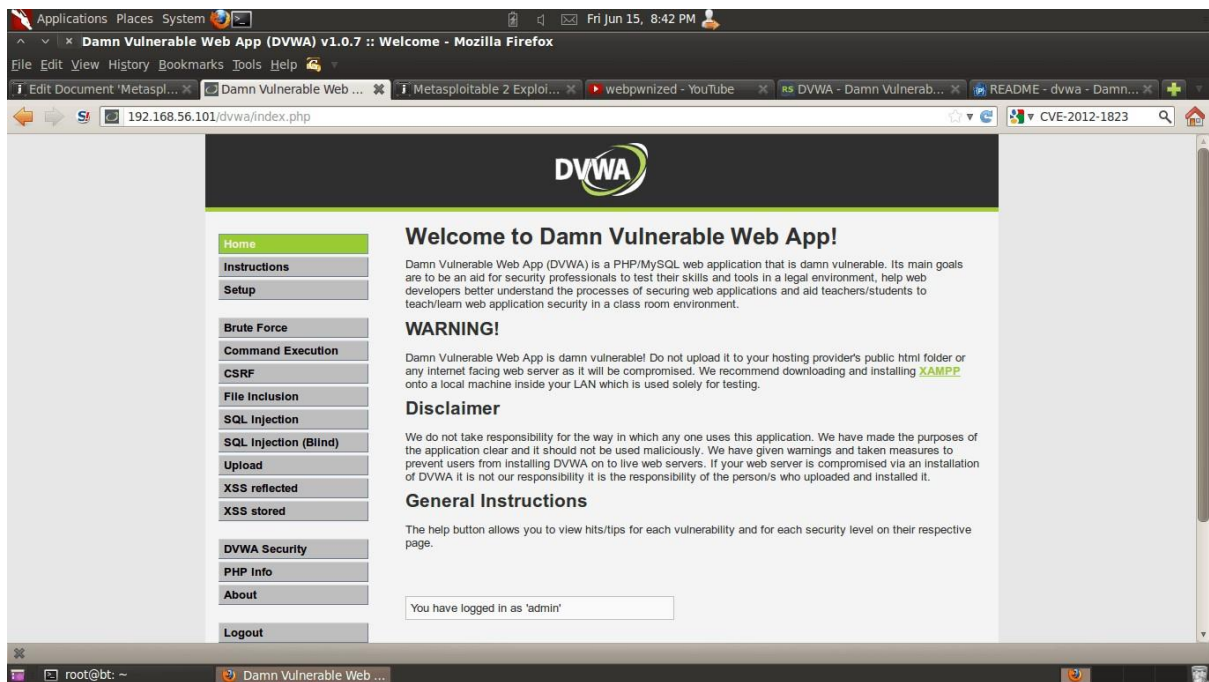 Applications Places System
Fri Jun 15, 8:42 PM
Damn Vulnerable Web App (DVWA) v1.0.7 :: Welcome - Mozilla Firefox
File Edit View History Bookmarks Tools Help
Edit Document 'Metaspl...
Damn Vulnerable Web ...
Metasploitable 2 Exploi...
webpwnized - YouTube
DVWA - Damn Vulnerab...
README - dvwa - Damn...
192.168.56.101/dvwa/index.php
CVE-2012-1823
DVWA
Home
Instructions
Setup
Brute Force
Command Execution
CSRF
File Inclusion
SQL Injection
SQL Injection (Blind)
Upload
XSS reflected
XSS stored
DVWA Security
PHP Info
About
Logout
Welcome to Damn Vulnerable Web App!
Damn Vulnerable Web App (DVWA) is a PHP/MySQL web application that is damn vulnerable. Its main goals
are to be an aid for security professionals to test their skills and tools in a legal environment, help web
developers better understand the processes of securing web applications and aid teachers/students to
teach/learn web application security in a class room environment.
WARNING!
Damn Vulnerable Web App is damn vulnerable! Do not upload it to your hosting provider's public html folder or
any internet facing web server as it will be compromised. We recommend downloading and installing XAMPP
onto a local machine inside your LAN which is used solely for testing.
Disclaimer
We do not take responsibility for the way in which any one uses this application. We have made the purposes of
the application clear and it should not be used maliciously. We have given warnings and taken measures to
prevent users from installing DVWA on to live web servers. If your web server is compromised via an installation
of DVWA it is not our responsibility it is the responsibility of the person/s who uploaded and installed it.
General Instructions
The help button allows you to view hits/tips for each vulnerability and for each security level on their respective
page.
You have logged in as 'admin'
root@bt: ~
Damn Vulnerable Web ...